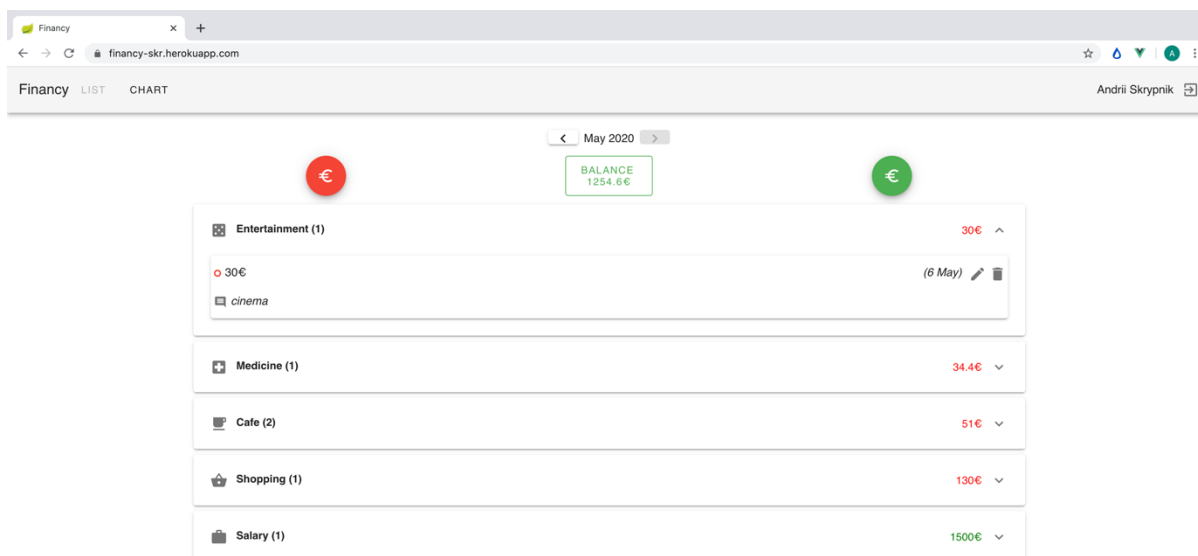 Financy
financy-skr.herokuapp.com
A
Financy LIST CHART Andrii Skrypnik
May 2020
€ BALANCE €
1254.6€
Entertainment (1) 30€
30€ (6 May)
cinema
Medicine (1) 34.4€
Cafe (2) 51€
Shopping (1) 130€
Salary (1) 1500€